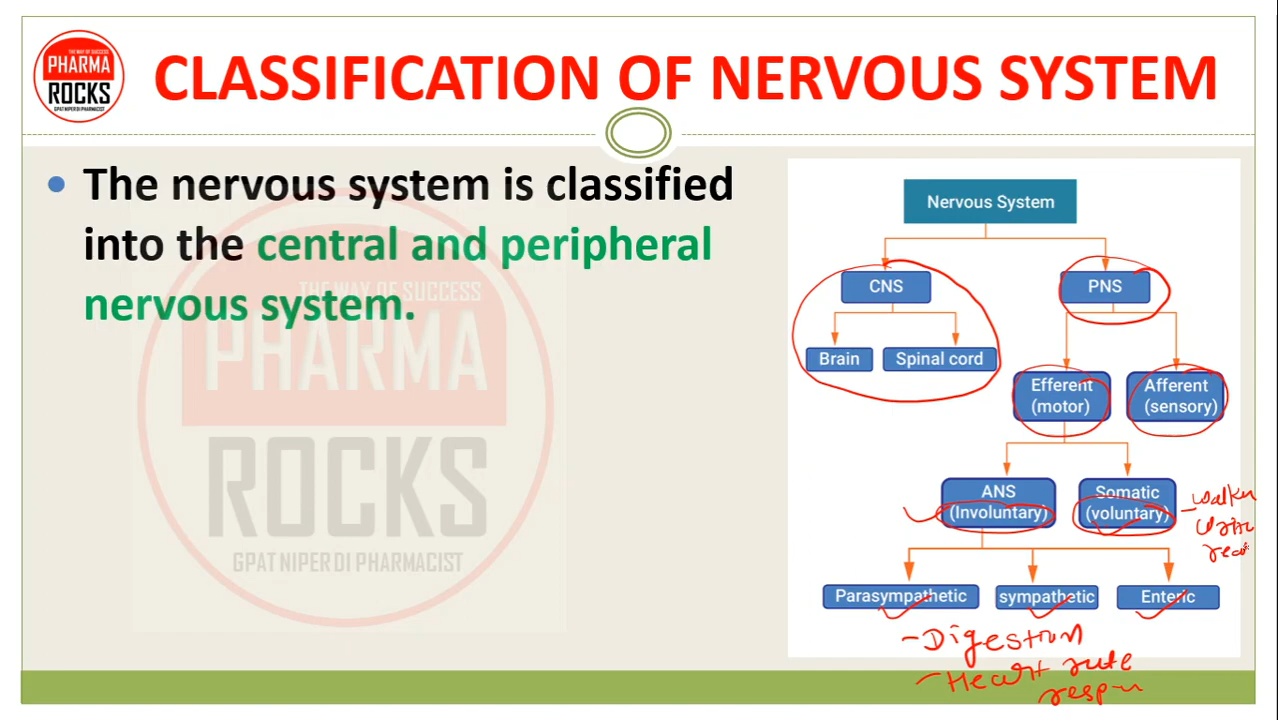 THE WAY OF SUCCESS
PHARMA
ROCKS
GPAT NIPER DI PHARMACIST
CLASSIFICATION OF NERVOUS SYSTEM
• The nervous system is classified
into the central and peripheral
nervous system.
THE WAY OF SUCCESS
PHARMA
ROCKS
GPAT NIPER DI PHARMACIST
Nervous System
CNS
PNS
Brain
Spinal cord
Efferent
(motor)
Afferent
(sensory)
ANS
(Involuntary)
Somatic
(voluntary)
Parasympathetic
sympathetic
Enteric
- Digestion
- Heart rate